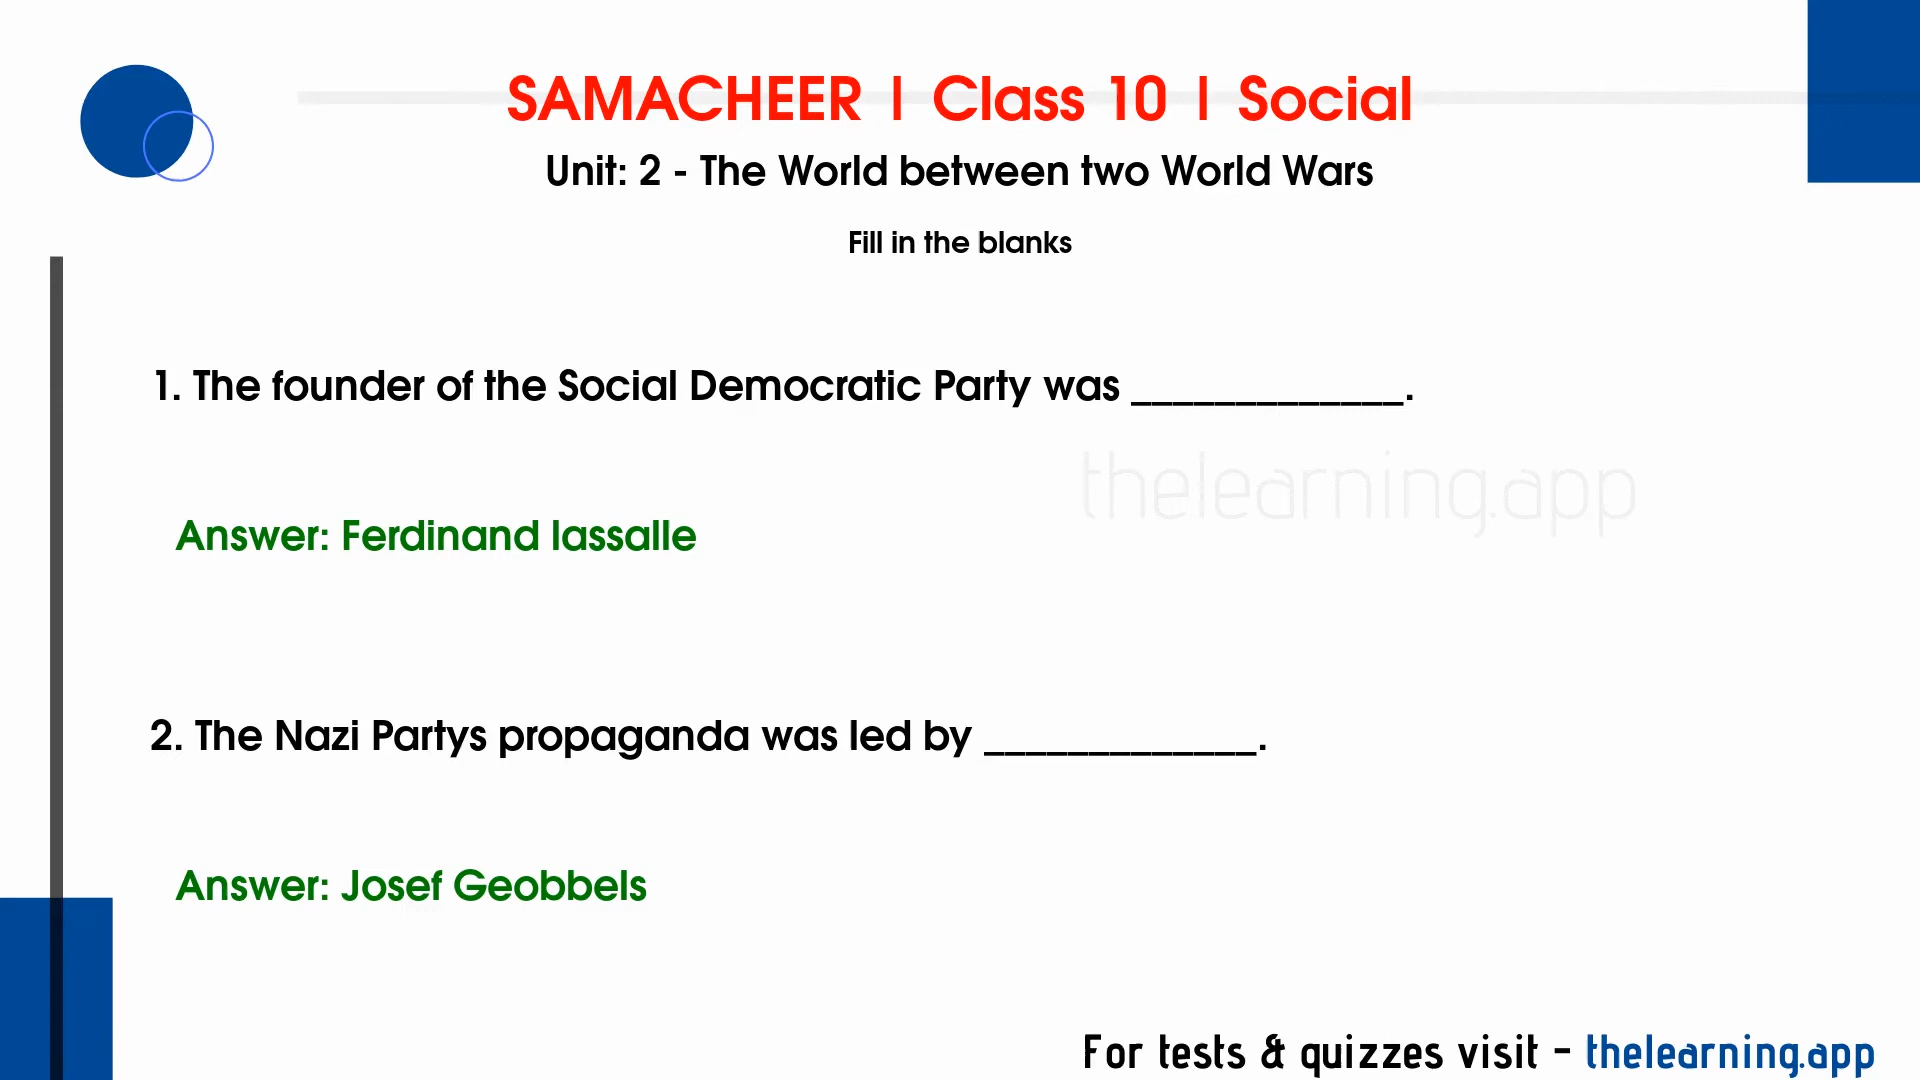 SAMACHEER | Class 10 | Social
Unit: 2 - The World between two World Wars
Fill in the blanks
1. The founder of the Social Democratic Party was _____________.
thelearning.app
Answer: Ferdinand lassalle
2. The Nazi Partys propaganda was led by _____________.
Answer: Josef Geobbels
For tests & quizzes visit - thelearning.app